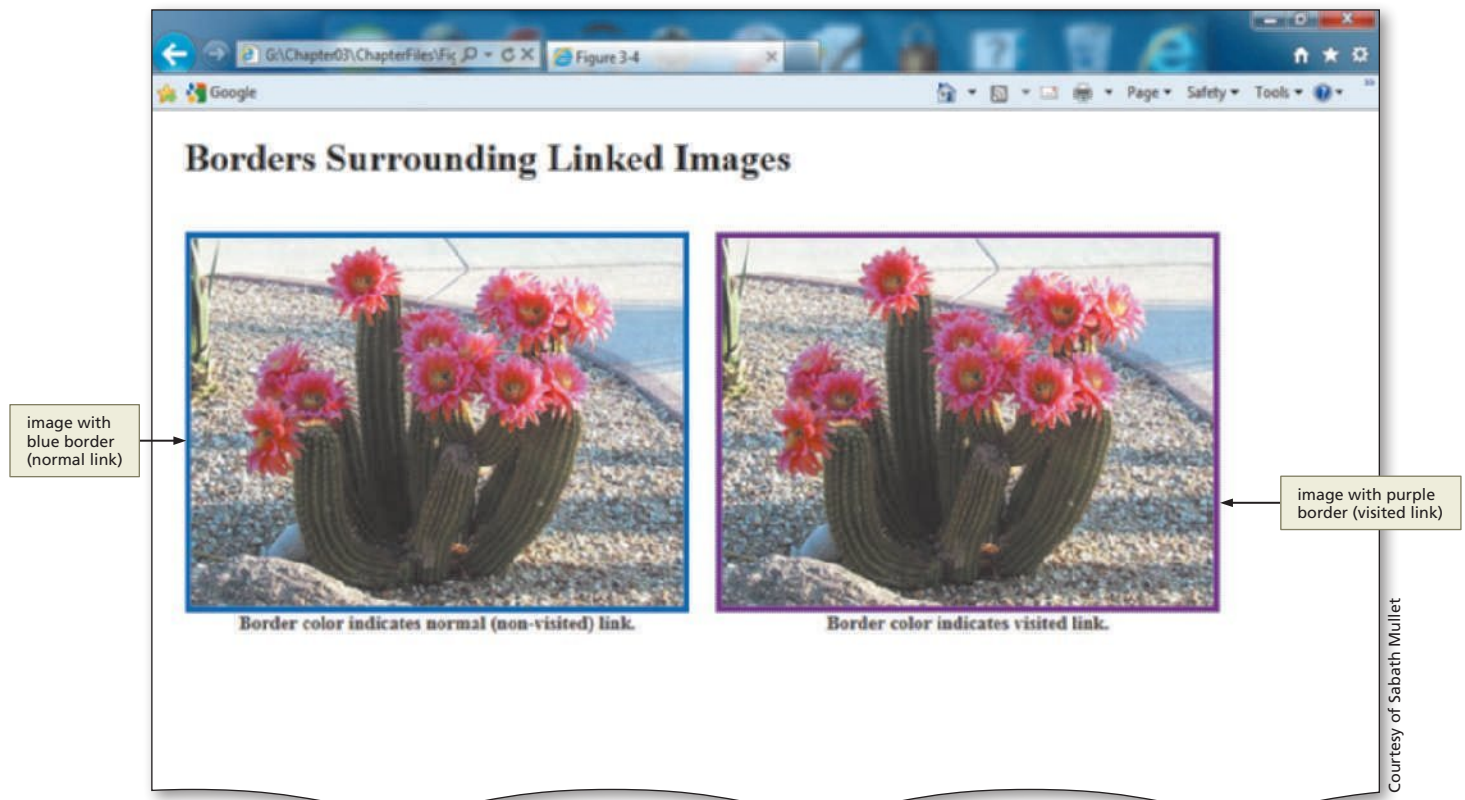 G:\Chapter03\ChapterFiles\Fig
Figure 3-4
Google
Page
Safety
Tools
Borders Surrounding Linked Images
image with
blue border
(normal link)
image with purple
border (visited link)
Border color indicates normal (non-visited) link.
Border color indicates visited link.
Courtesy of Sabath Mullet